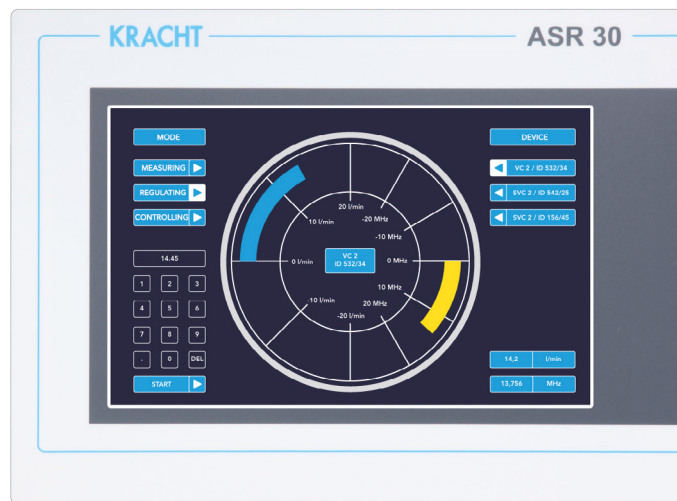 KRACHT
ASR 30
MODE
MEASURING
REGULATING
CONTROLLING
14.45
1 2 3
4 5 6
7 8 9
. 0 DEL
START
20 l/min
-20 MHz
10 l/min
-10 MHz
0 l/min
VC 2
ID 532/34
0 MHz
-10 l/min
10 MHz
-20 l/min
20 MHz
DEVICE
VC 2 / ID 532/34
SVC 2 / ID 542/25
SVC 2 / ID 156/45
14,2 l/min
13,756 MHz